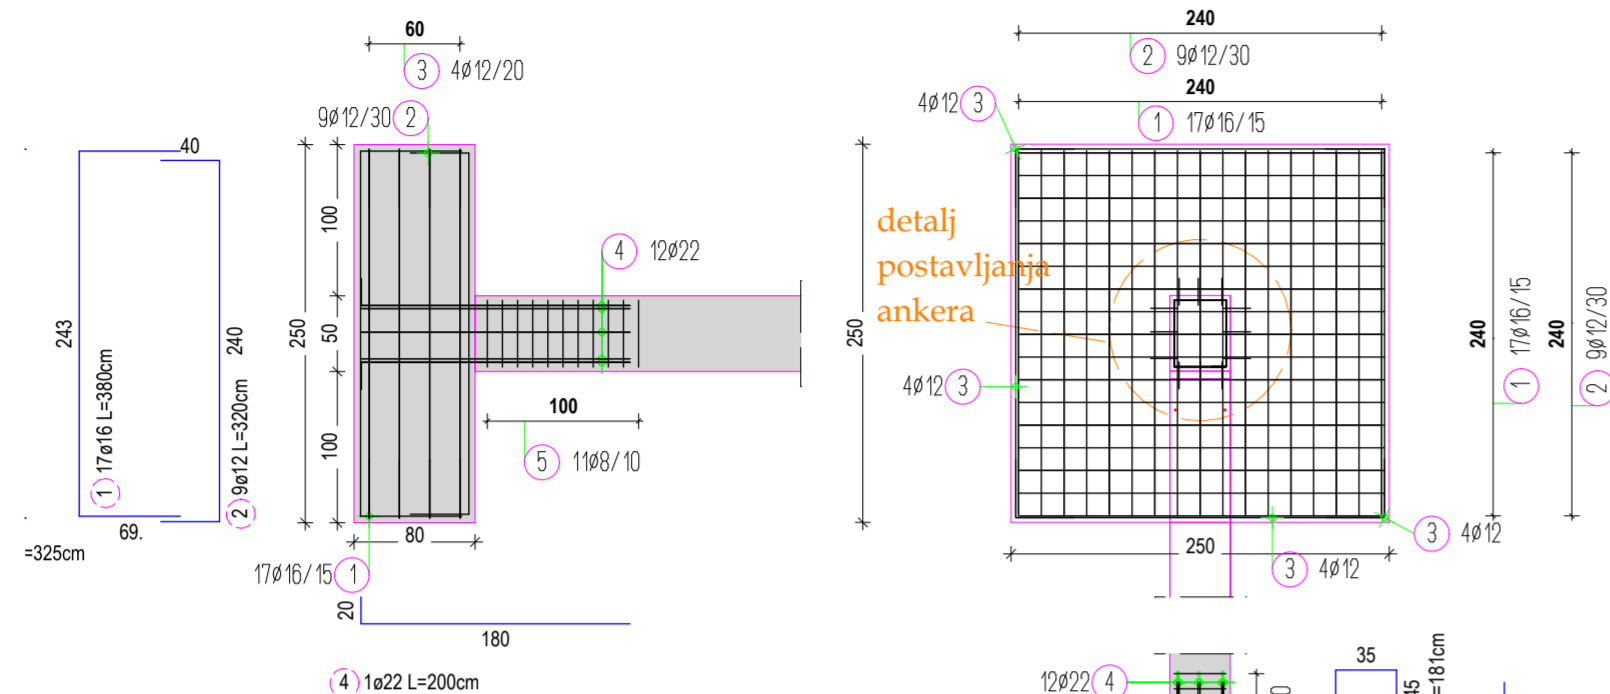 60
3 4ø12/20
9ø12/30 2
40
243
1 17ø16 L=380cm
240
2 9ø12 L=320cm
69.
=325cm
250
100
50
100
4 12ø22
100
5 11ø8/10
80
17ø16/15 1
20
180
4 1ø22 L=200cm
240
2 9ø12/30
240
4ø12 3
1 17ø16/15
250
detalj
postavljanja
ankera
4ø12 3
240
1 17ø16/15
240
2 9ø12/30
3 4ø12
250
3 4ø12
12ø22 4
35
=181cm